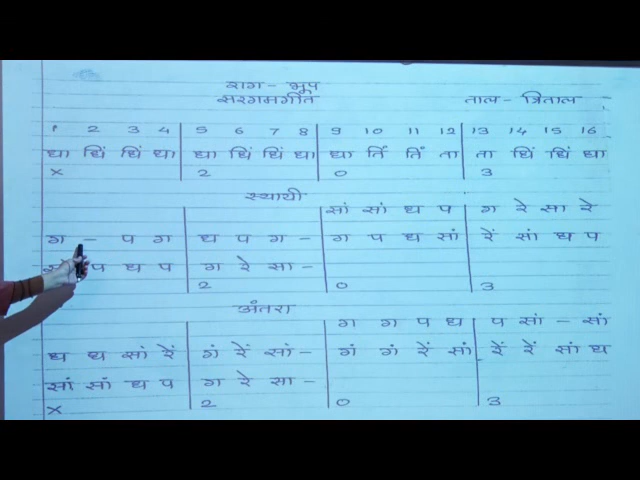 राग - भूप
सरगमगीत ताल - त्रिताल
1 2 3 4 5 6 7 8 9 10 11 12 13 14 15 16
धा धिं धिं धा धा धिं धिं धा धा तिं तिं ता ता धिं धिं धा
X 2 0 3
स्थायी
सां सां ध प ग रे सा रे
ग - प ग ध प ग - ग प ध सां रें सां ध प
प ध प ग रे सा -
2 0 3
अंतरा
ग ग प ध प सां - सां
ध ध सां रें गं रें सां - गं गं रें सां रें रें सां ध
सां सां ध प ग रे सा -
X 2 0 3